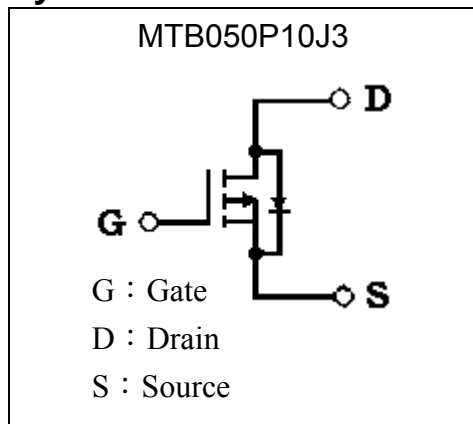 MTB050P10J3
D
G
S
G：Gate
D：Drain
S：Source